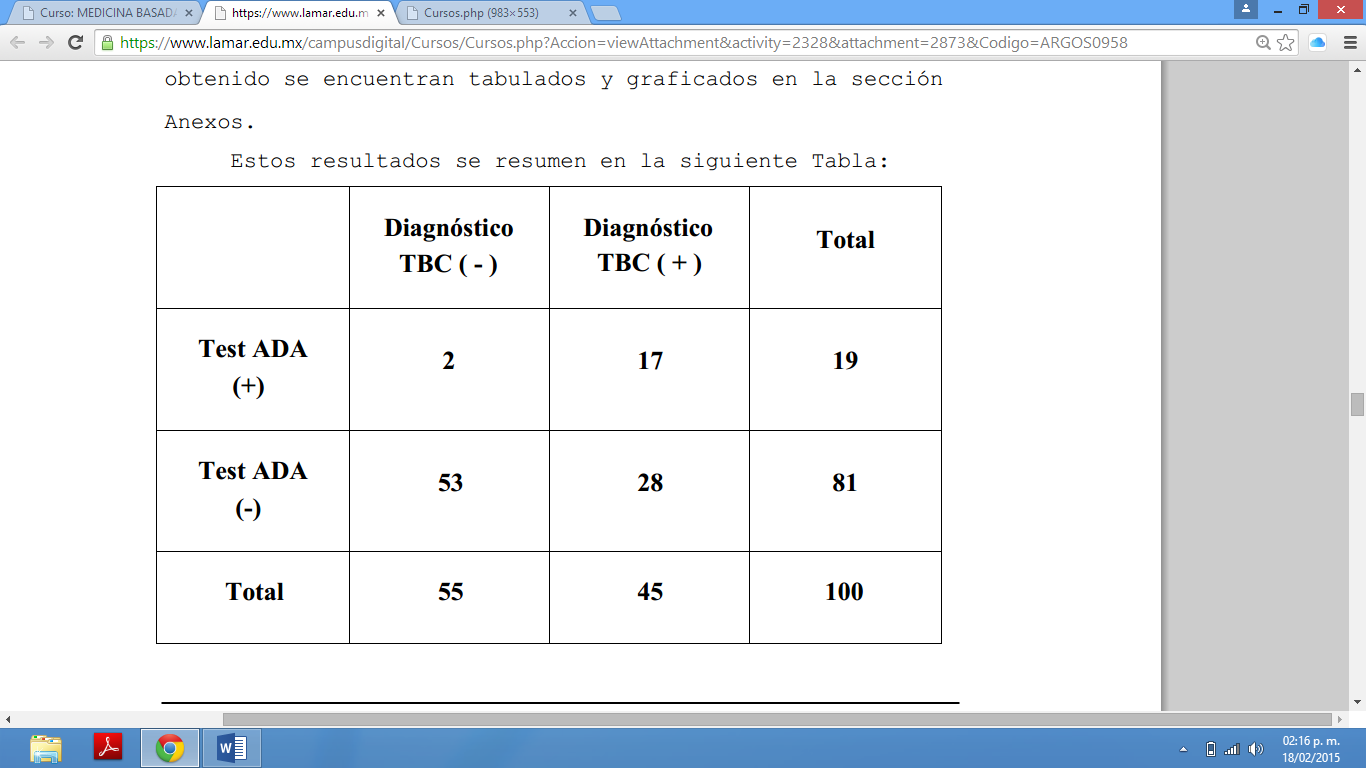 Curso: MEDICINA BASADA
https://www.lamar.edu.m
Cursos.php (983×553)
https://www.lamar.edu.mx/campusdigital/Cursos/Cursos.php?Accion=viewAttachment&activity=2328&attachment=2873&Codigo=ARGOS0958
obtenido se encuentran tabulados y graficados en la sección
Anexos.
Estos resultados se resumen en la siguiente Tabla:
Diagnóstico TBC ( - ) Diagnóstico TBC ( + ) Total
Test ADA (+) 2 17 19
Test ADA (-) 53 28 81
Total 55 45 100
02:16 p. m.
18/02/2015